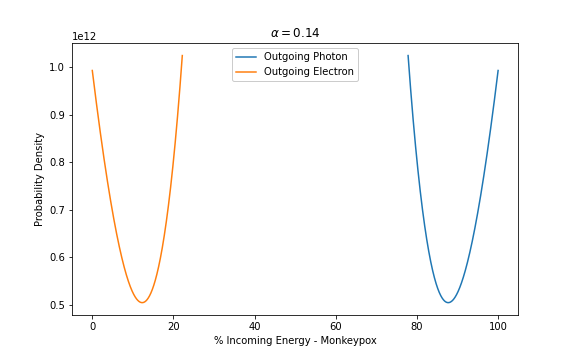 α = 0.14
1e12
Outgoing Photon
Outgoing Electron
1.0
0.9
0.8
0.7
0.6
0.5
Probability Density
0 20 40 60 80 100
% Incoming Energy - Monkeypox